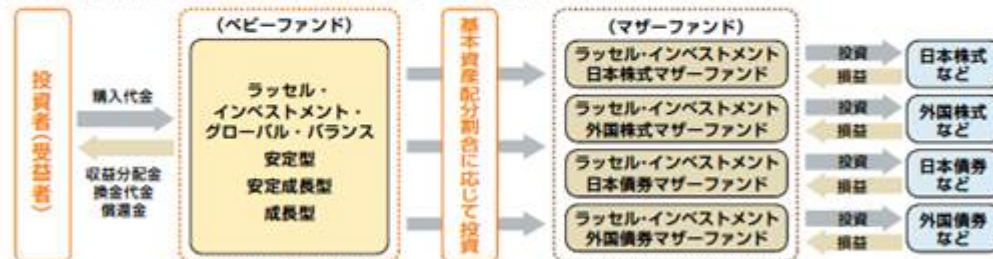 投資者（受益者）
購入代金
収益分配金
換金代金
償還金
（ベビーファンド）
ラッセル・
インベストメント・
グローバル・バランス
安定型
安定成長型
成長型
基本資産配分割合に応じて投資
（マザーファンド）
ラッセル・インベストメント
日本株式マザーファンド
投資
損益
日本株式
など
ラッセル・インベストメント
外国株式マザーファンド
投資
損益
外国株式
など
ラッセル・インベストメント
日本債券マザーファンド
投資
損益
日本債券
など
ラッセル・インベストメント
外国債券マザーファンド
投資
損益
外国債券
など